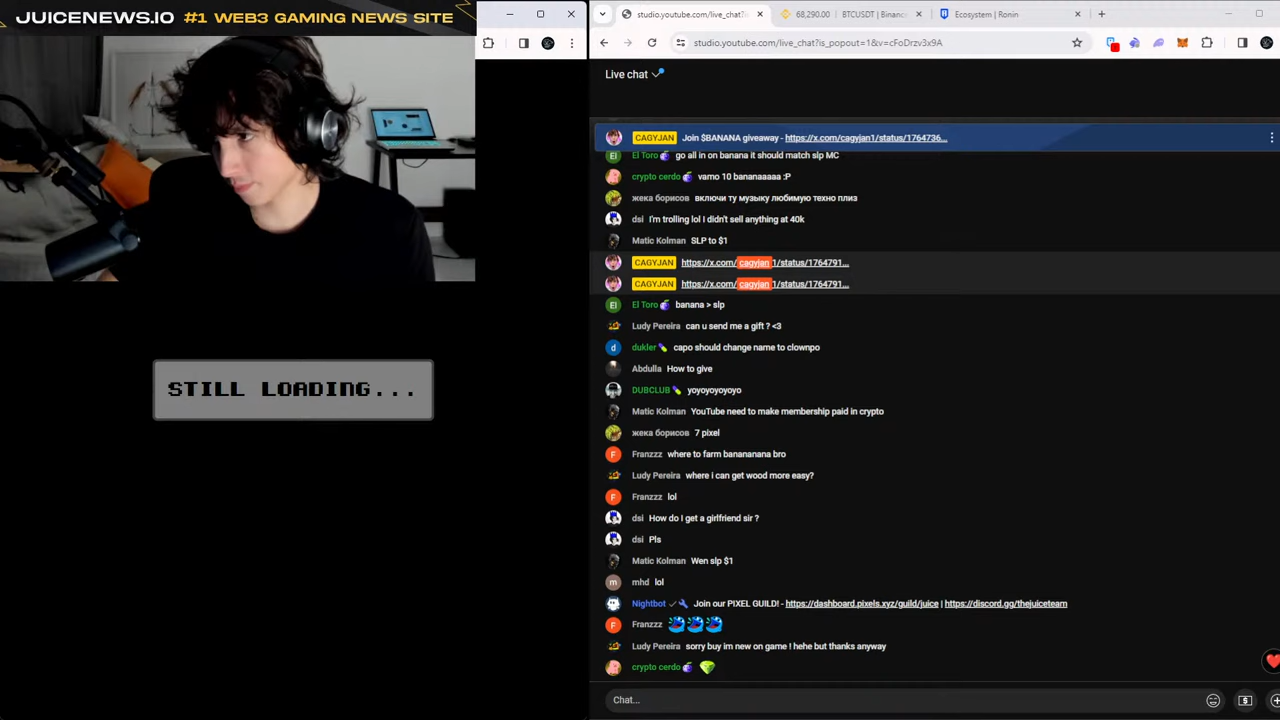 JUICENEWS.IO #1 WEB3 GAMING NEWS SITE
STILL LOADING...
studio.youtube.com/live_chat?i
68,290.00 | BTCUSDT | Binanc
Ecosystem | Ronin
studio.youtube.com/live_chat?is_popout=1&v=cFoDrzv3x9A
Live chat
CAGYJAN Join $BANANA giveaway - https://x.com/cagyjan1/status/1764736...
El Toro go all in on banana it should match slp MC
crypto cerdo vamo 10 bananaaaaa :P
жека борисов включи ту музыку любимую техно плиз
dsi I'm trolling lol I didn't sell anything at 40k
Matic Kolman SLP to $1
CAGYJAN https://x.com/cagyjan1/status/1764791...
CAGYJAN https://x.com/cagyjan1/status/1764791...
El Toro banana > slp
Ludy Pereira can u send me a gift ? <3
dukler capo should change name to clownpo
Abdulla How to give
DUBCLUB yoyoyoyoyoyo
Matic Kolman YouTube need to make membership paid in crypto
жека борисов 7 pixel
Franzzz where to farm banananana bro
Ludy Pereira where i can get wood more easy?
Franzzz lol
dsi How do I get a girlfriend sir ?
dsi Pls
Matic Kolman Wen slp $1
mhd lol
Nightbot Join our PIXEL GUILD! - https://dashboard.pixels.xyz/guild/juice | https://discord.gg/thejuiceteam
Franzzz
Ludy Pereira sorry buy im new on game ! hehe but thanks anyway
crypto cerdo
Chat...